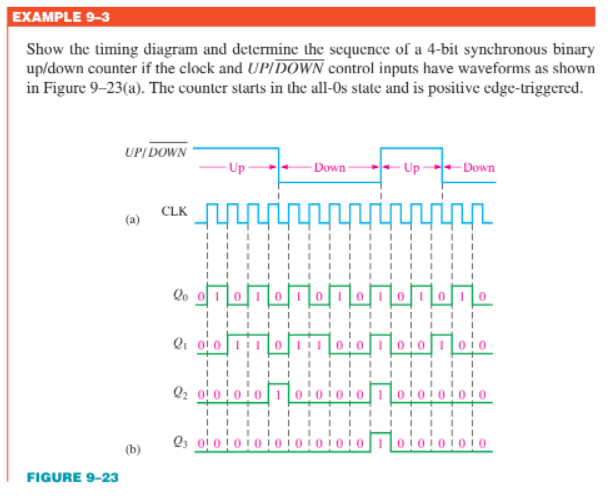 EXAMPLE 9–3
Show the timing diagram and determine the sequence of a 4-bit synchronous binary
up/down counter if the clock and UP/DOWN control inputs have waveforms as shown
in Figure 9–23(a). The counter starts in the all-0s state and is positive edge-triggered.
UP/DOWN
Up Down Up Down
(a) CLK
Q0 0 1 0 1 0 1 0 1 0 1 0 1 0 1 0
Q1 0 0 1 1 0 1 1 0 0 1 0 0 1 0 0
Q2 0 0 0 0 1 0 0 0 0 1 0 0 0 0 0
(b) Q3 0 0 0 0 0 0 0 0 0 1 0 0 0 0 0
FIGURE 9–23